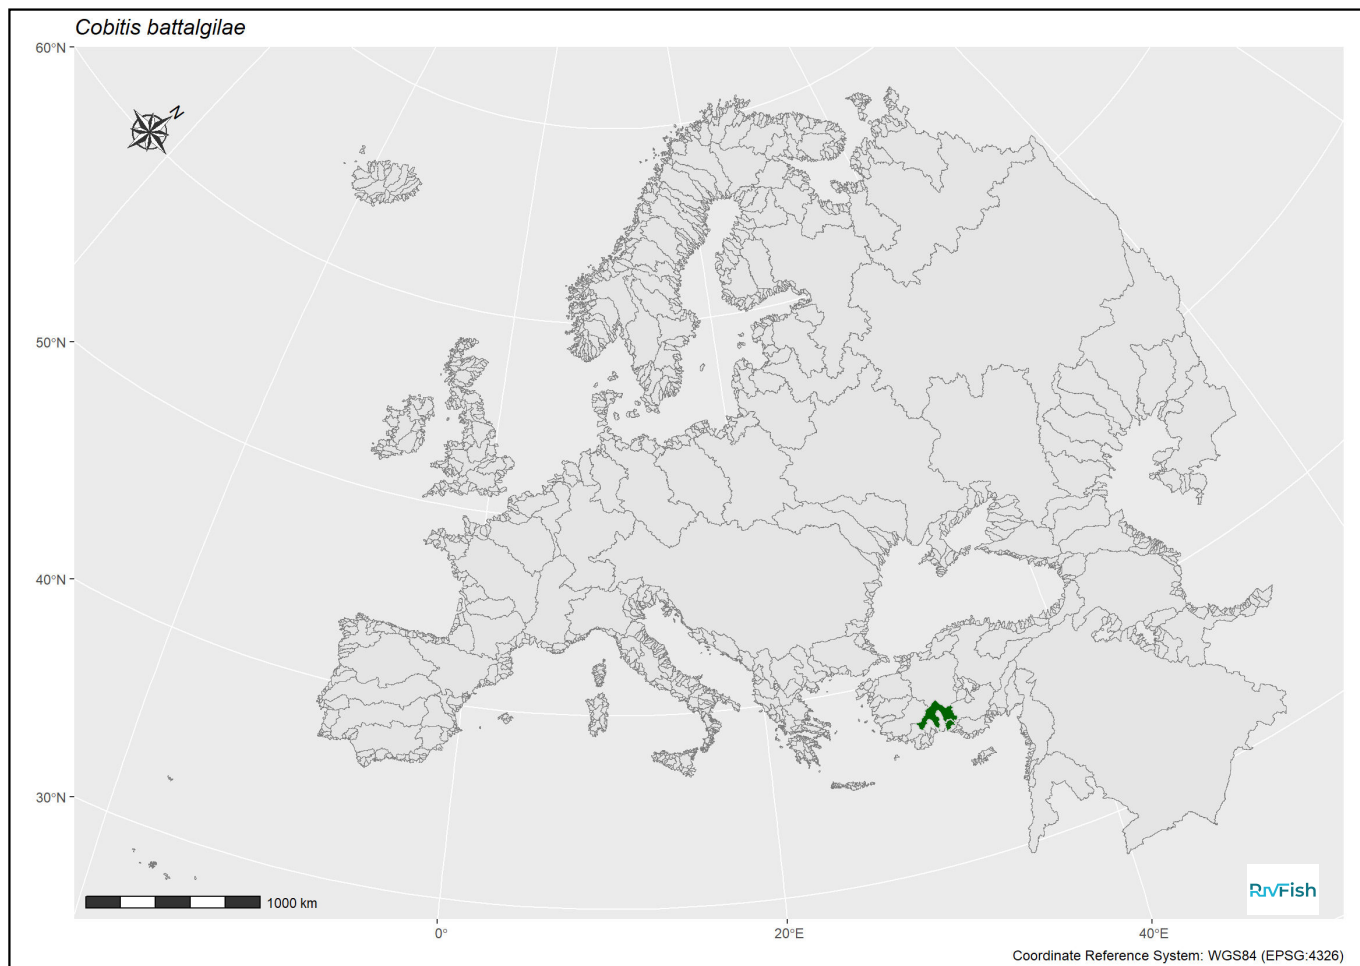 Cobitis battalgilae
60°N
N
50°N
40°N
30°N
1000 km
RivFish
0°
20°E
40°E
Coordinate Reference System: WGS84 (EPSG:4326)